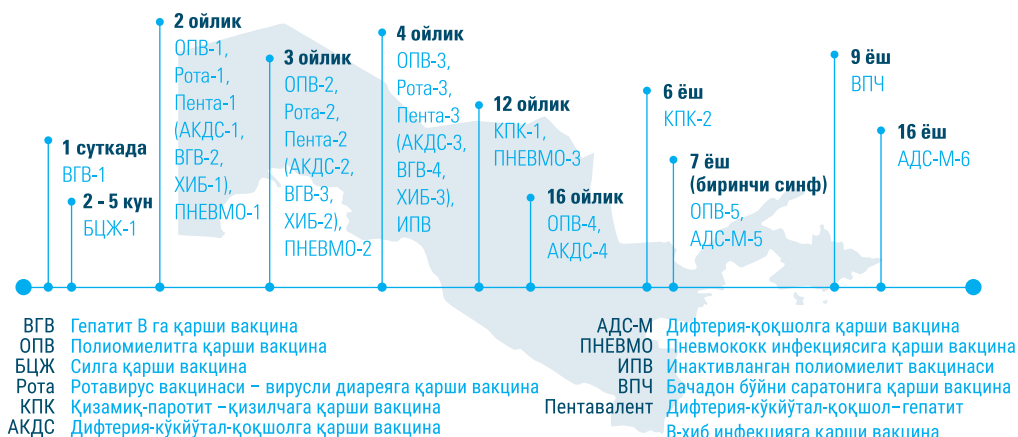 1 суткада
ВГВ-1
2 - 5 кун
БЦЖ-1
2 ойлик
ОПВ-1,
Рота-1,
Пента-1
(АКДС-1,
ВГВ-2,
ХИБ-1),
ПНЕВМО-1
3 ойлик
ОПВ-2,
Рота-2,
Пента-2
(АКДС-2,
ВГВ-3,
ХИБ-2),
ПНЕВМО-2
4 ойлик
ОПВ-3,
Рота-3,
Пента-3
(АКДС-3,
ВГВ-4,
ХИБ-3),
ИПВ
12 ойлик
КПК-1,
ПНЕВМО-3
16 ойлик
ОПВ-4,
АКДС-4
6 ёш
КПК-2
7 ёш
(биринчи синф)
ОПВ-5,
АДС-М-5
9 ёш
ВПЧ
16 ёш
АДС-М-6
ВГВ Гепатит В га қарши вакцина
ОПВ Полиомиелитга қарши вакцина
БЦЖ Силга қарши вакцина
Рота Ротавирус вакцинаси – вирусли диареяга қарши вакцина
КПК Қизамиқ-паротит –қизилчага қарши вакцина
АКДС Дифтерия-кўкйўтал-қоқшолга қарши вакцина
АДС-М Дифтерия-қоқшолга қарши вакцина
ПНЕВМО Пневмококк инфекциясига қарши вакцина
ИПВ Инактивланган полиомиелит вакцинаси
ВПЧ Бачадон бўйни саратонига қарши вакцина
Пентавалент Дифтерия-кўкйўтал-қоқшол–гепатит
В-хиб инфекцияга қарши вакцина